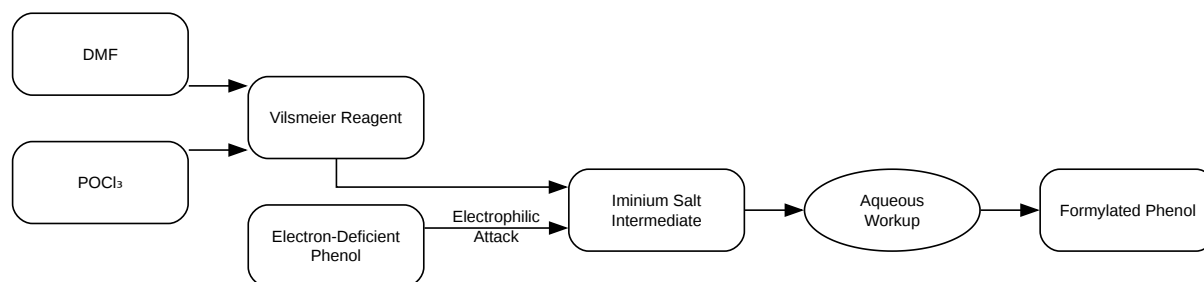 DMF
POCl₃
Vilsmeier Reagent
Electron-Deficient
Phenol
Electrophilic
Attack
Iminium Salt
Intermediate
Aqueous
Workup
Formylated Phenol